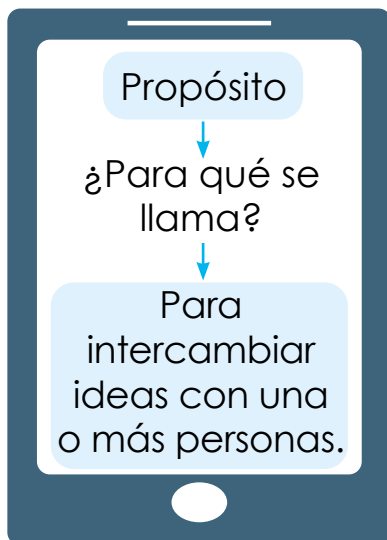 Propósito
¿Para qué se
llama?
Para
intercambiar
ideas con una
o más personas.